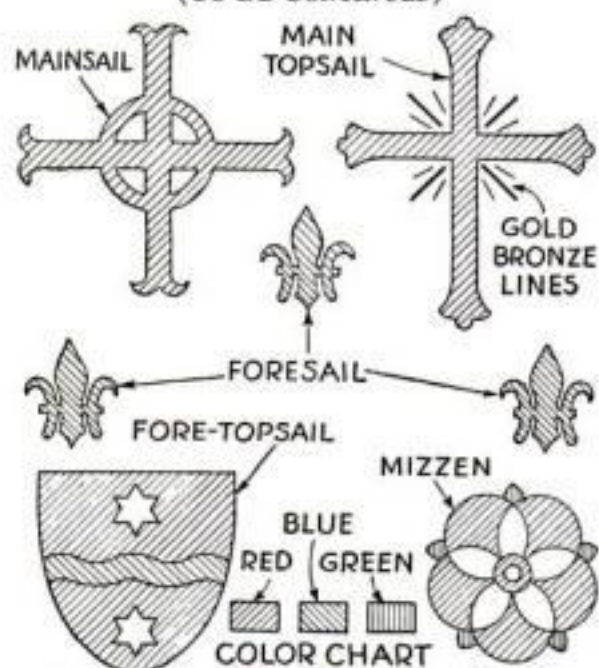 MAINSAIL
MAIN
TOPSAIL
GOLD
BRONZE
LINES
FORESAIL
FORE-TOPSAIL
MIZZEN
BLUE
RED GREEN
COLOR CHART